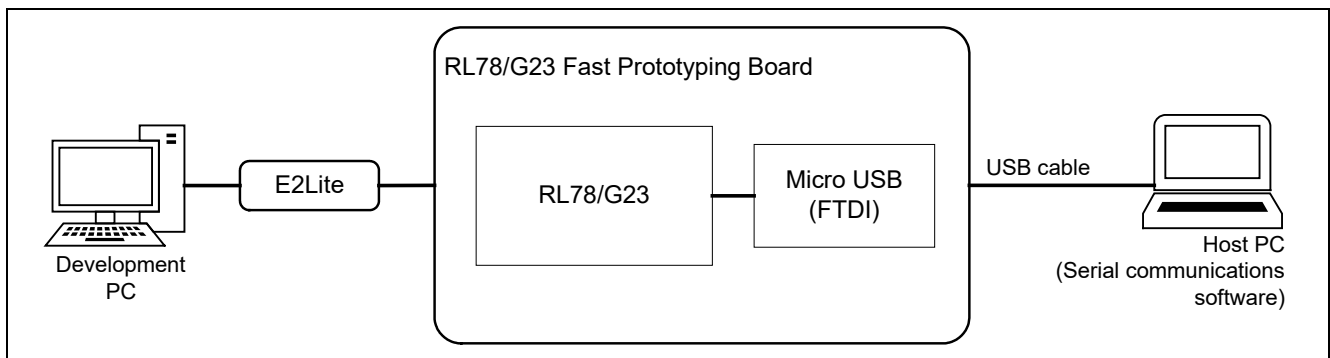 RL78/G23 Fast Prototyping Board
Development
PC
E2Lite
RL78/G23
Micro USB
(FTDI)
USB cable
Host PC
(Serial communications
software)